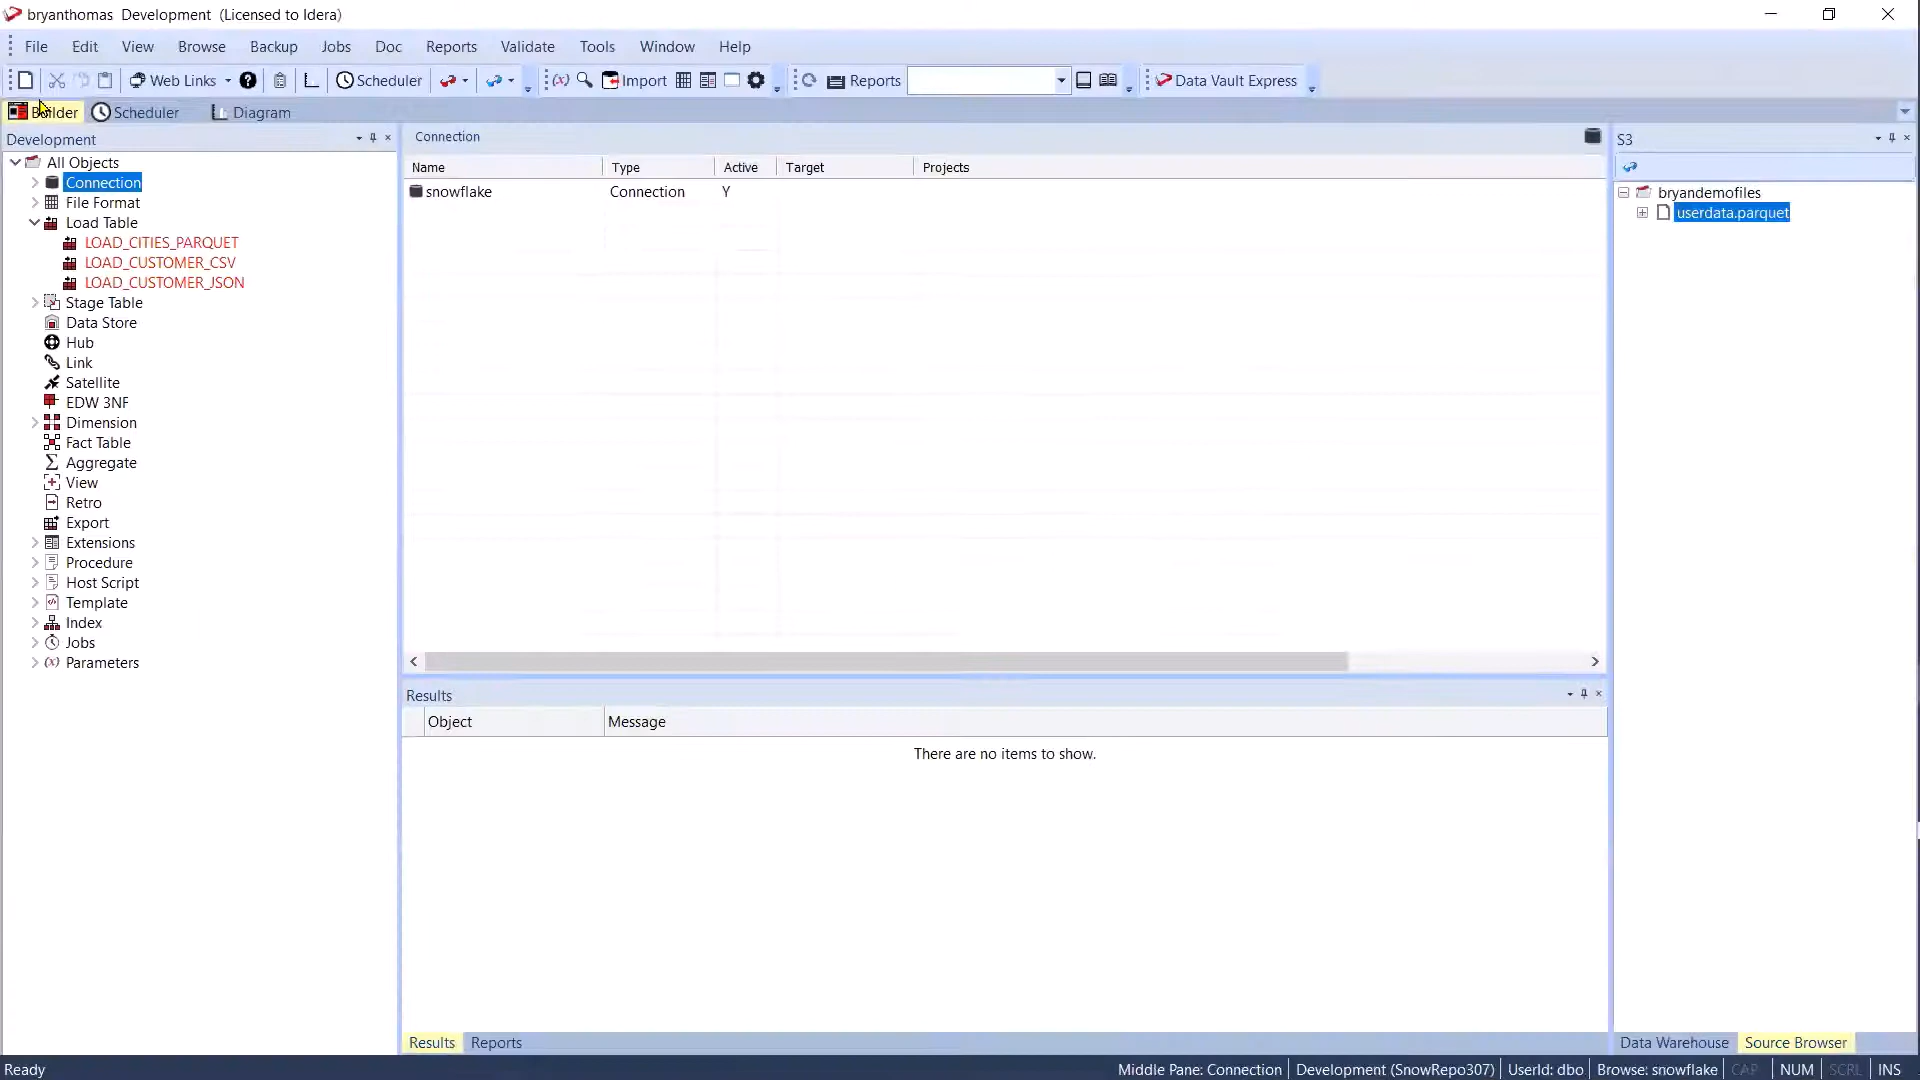 bryanthomas Development (Licensed to Idera)
File Edit View Browse Backup Jobs Doc Reports Validate Tools Window Help
Web Links Scheduler (x) Import Reports Data Vault Express
Builder Scheduler Diagram
Development
All Objects
Connection
File Format
Load Table
LOAD_CITIES_PARQUET
LOAD_CUSTOMER_CSV
LOAD_CUSTOMER_JSON
Stage Table
Data Store
Hub
Link
Satellite
EDW 3NF
Dimension
Fact Table
Aggregate
View
Retro
Export
Extensions
Procedure
Host Script
Template
Index
Jobs
(x) Parameters
Connection
Name Type Active Target Projects
snowflake Connection Y
Results
Object Message
There are no items to show.
Results Reports
S3
bryandemofiles
userdata.parquet
Data Warehouse Source Browser
Ready Middle Pane: Connection Development (SnowRepo307) UserId: dbo Browse: snowflake CAP NUM SCRL INS